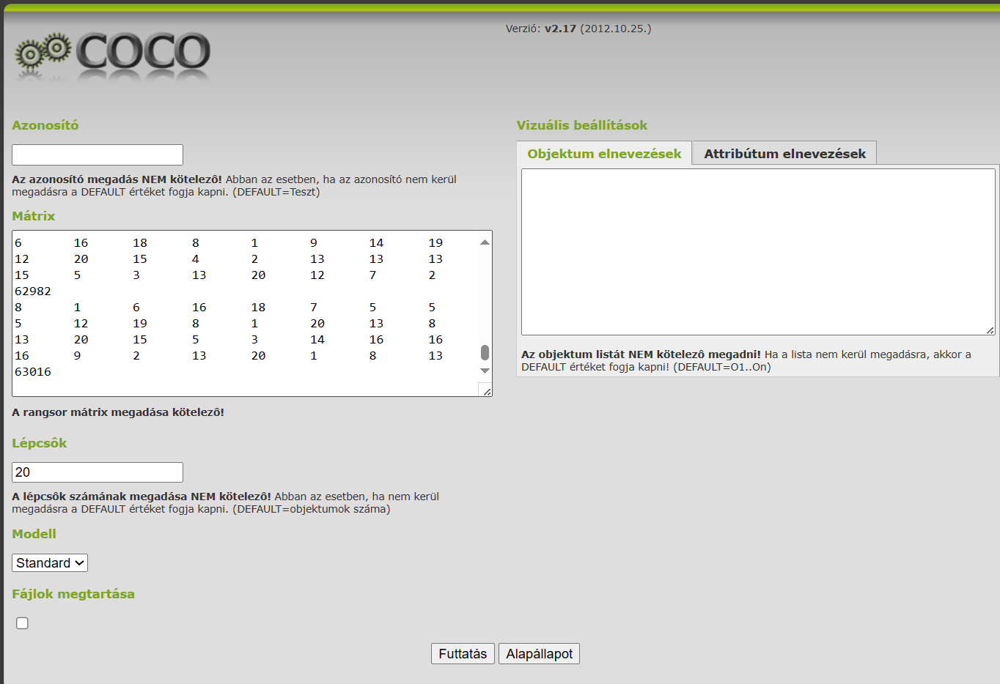 COCO
Verzió: v2.17 (2012.10.25.)
Azonosító
Az azonosító megadás NEM kötelezô! Abban az esetben, ha az azonosító nem kerül
megadásra a DEFAULT értéket fogja kapni. (DEFAULT=Teszt)
Mátrix
6 16 18 8 1 9 14 19
12 20 15 4 2 13 13 13
15 5 3 13 20 12 7 2
62982
8 1 6 16 18 7 5 5
5 12 19 8 1 20 13 8
13 20 15 5 3 14 16 16
16 9 2 13 20 1 8 13
63016
A rangsor mátrix megadása kötelezô!
Lépcsôk
20
A lépcsôk számának megadása NEM kötelezô! Abban az esetben, ha nem kerül
megadásra a DEFAULT értéket fogja kapni. (DEFAULT=objektumok száma)
Modell
Standard
Fájlok megtartása
Vizuális beállítások
Objektum elnevezések
Attribútum elnevezések
Az objektum listát NEM kötelezô megadni! Ha a lista nem kerül megadásra, akkor a
DEFAULT értéket fogja kapni! (DEFAULT=O1..On)
Futtatás
Alapállapot